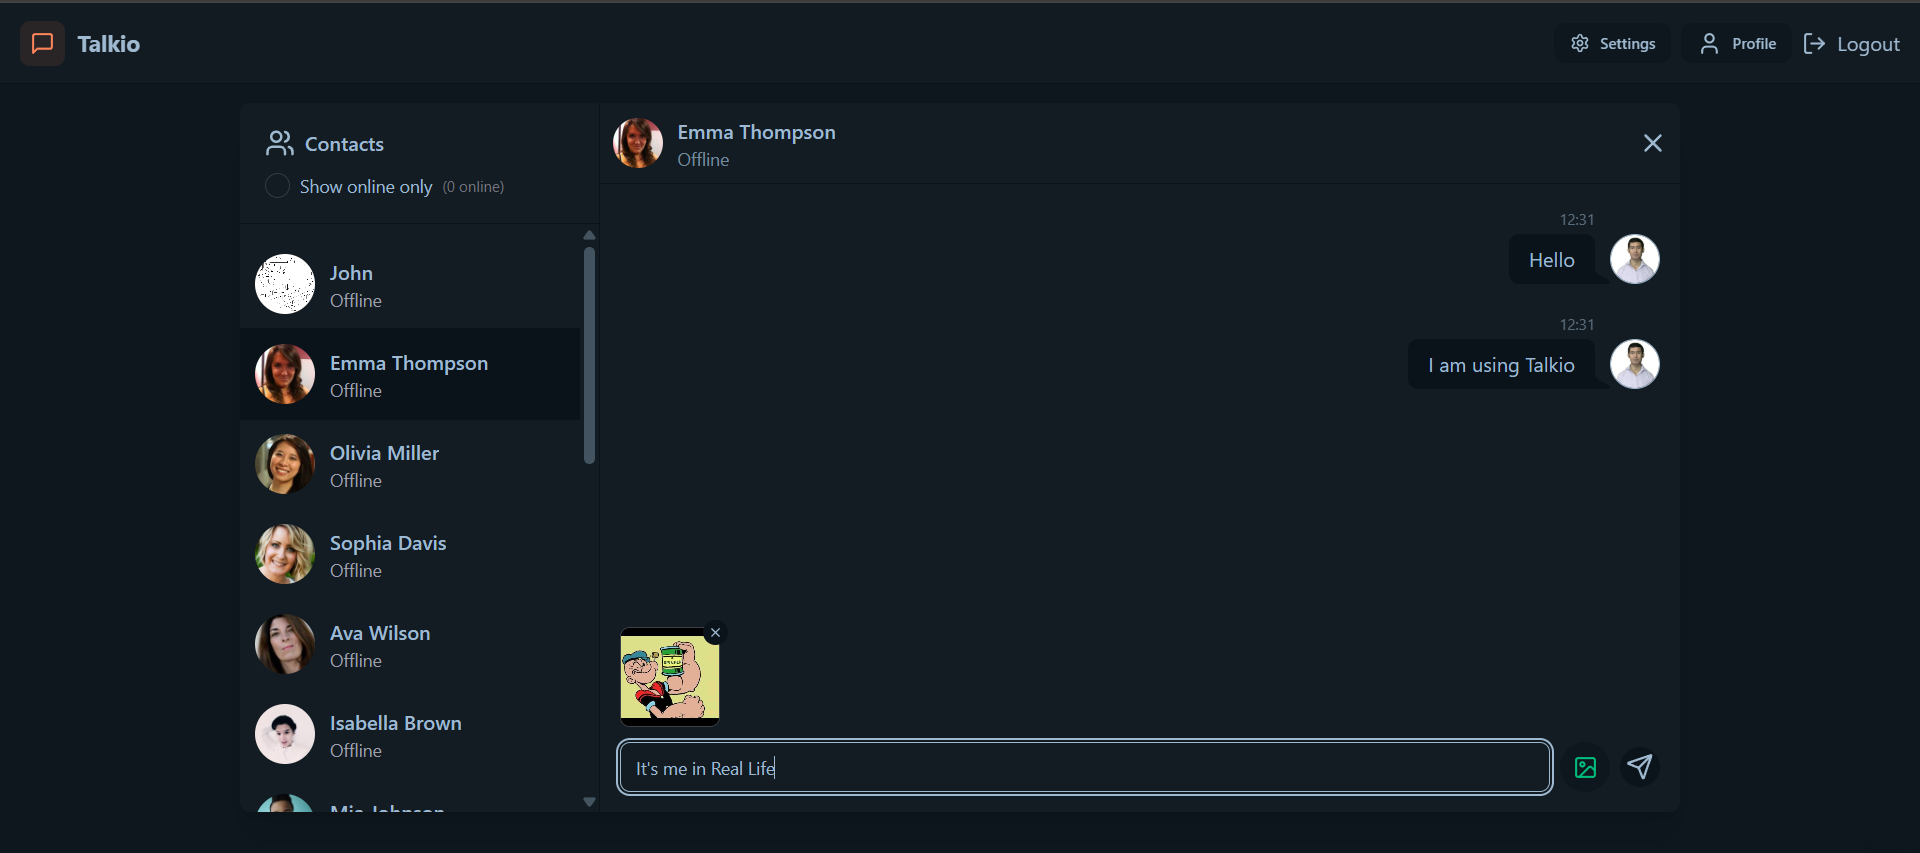 Talkio
Settings
Profile
Logout
Contacts
Show online only (0 online)
John
Offline
Emma Thompson
Offline
Olivia Miller
Offline
Sophia Davis
Offline
Ava Wilson
Offline
Isabella Brown
Offline
Mia Johnson
Emma Thompson
Offline
12:31
Hello
12:31
I am using Talkio
It's me in Real Life